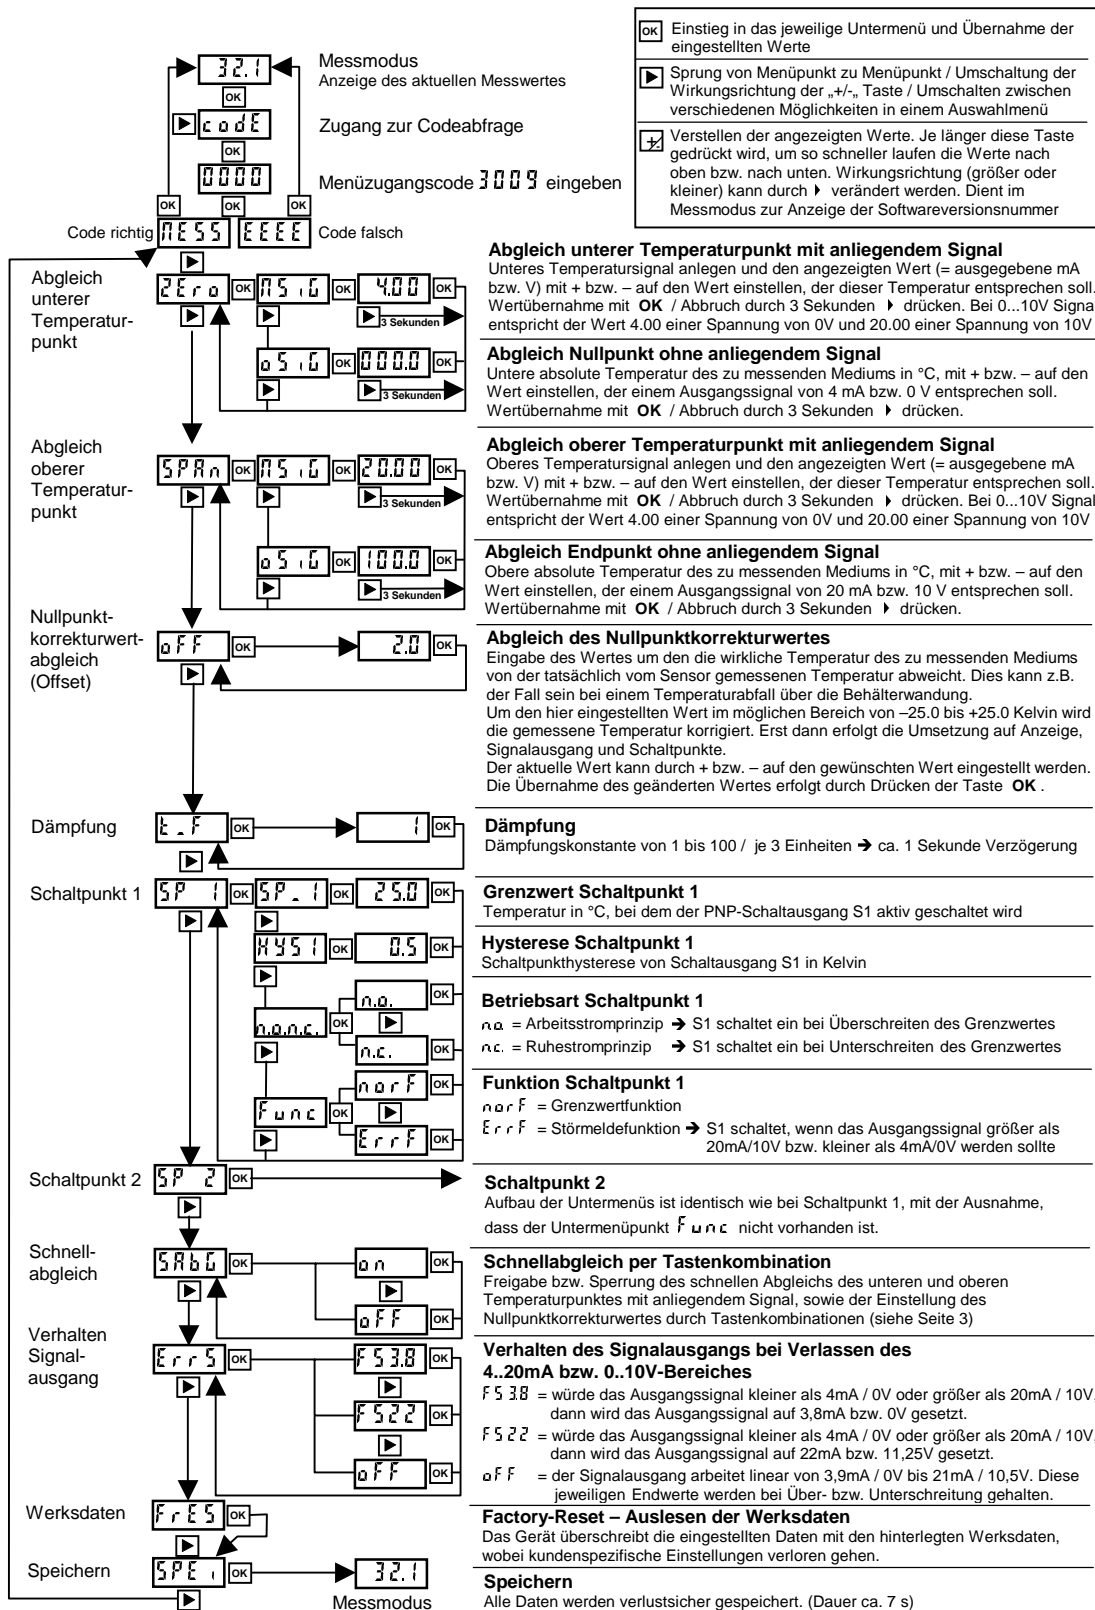 OK Einstieg in das jeweilige Untermenü und Übernahme der
eingestellten Werte
Sprung von Menüpunkt zu Menüpunkt / Umschaltung der
Wirkungsrichtung der „+/-„ Taste / Umschalten zwischen
verschiedenen Möglichkeiten in einem Auswahlmenü
+/- Verstellen der angezeigten Werte. Je länger diese Taste
gedrückt wird, um so schneller laufen die Werte nach
oben bzw. nach unten. Wirkungsrichtung (größer oder
kleiner) kann durch verändert werden. Dient im
Messmodus zur Anzeige der Softwareversionsnummer
32.1 Messmodus
Anzeige des aktuellen Messwertes
OK
codE Zugang zur Codeabfrage
OK
0000 Menüzugangscode 3009 eingeben
OK OK OK
Code richtig MESS EEEE Code falsch
Abgleich
unterer
Temperatur-
punkt
ZEro OK MSiG OK 4.00 OK
3 Sekunden
oSiG OK 000.0 OK
3 Sekunden
Abgleich unterer Temperaturpunkt mit anliegendem Signal
Unteres Temperatursignal anlegen und den angezeigten Wert (= ausgegebene mA
bzw. V) mit + bzw. – auf den Wert einstellen, der dieser Temperatur entsprechen soll.
Wertübernahme mit OK / Abbruch durch 3 Sekunden drücken. Bei 0...10V Signa
entspricht der Wert 4.00 einer Spannung von 0V und 20.00 einer Spannung von 10V
Abgleich Nullpunkt ohne anliegendem Signal
Untere absolute Temperatur des zu messenden Mediums in °C, mit + bzw. – auf den
Wert einstellen, der einem Ausgangssignal von 4 mA bzw. 0 V entsprechen soll.
Wertübernahme mit OK / Abbruch durch 3 Sekunden drücken.
Abgleich
oberer
Temperatur-
punkt
SPAn OK MSiG OK 20.00 OK
3 Sekunden
oSiG OK 100.0 OK
3 Sekunden
Abgleich oberer Temperaturpunkt mit anliegendem Signal
Oberes Temperatursignal anlegen und den angezeigten Wert (= ausgegebene mA
bzw. V) mit + bzw. – auf den Wert einstellen, der dieser Temperatur entsprechen soll.
Wertübernahme mit OK / Abbruch durch 3 Sekunden drücken. Bei 0...10V Signal
entspricht der Wert 4.00 einer Spannung von 0V und 20.00 einer Spannung von 10V
Abgleich Endpunkt ohne anliegendem Signal
Obere absolute Temperatur des zu messenden Mediums in °C, mit + bzw. – auf den
Wert einstellen, der einem Ausgangssignal von 20 mA bzw. 10 V entsprechen soll.
Wertübernahme mit OK / Abbruch durch 3 Sekunden drücken.
Nullpunkt-
korrekturwert-
abgleich
(Offset)
oFF OK 2.0 OK
Abgleich des Nullpunktkorrekturwertes
Eingabe des Wertes um den die wirkliche Temperatur des zu messenden Mediums
von der tatsächlich vom Sensor gemessenen Temperatur abweicht. Dies kann z.B.
der Fall sein bei einem Temperaturabfall über die Behälterwandung.
Um den hier eingestellten Wert im möglichen Bereich von –25.0 bis +25.0 Kelvin wird
die gemessene Temperatur korrigiert. Erst dann erfolgt die Umsetzung auf Anzeige,
Signalausgang und Schaltpunkte.
Der aktuelle Wert kann durch + bzw. – auf den gewünschten Wert eingestellt werden.
Die Übernahme des geänderten Wertes erfolgt durch Drücken der Taste OK .
Dämpfung t_F OK 1 OK
Dämpfung
Dämpfungskonstante von 1 bis 100 / je 3 Einheiten ➔ ca. 1 Sekunde Verzögerung
Schaltpunkt 1 SP 1 OK SP_1 OK 25.0 OK
HYS1 OK 0.5 OK
n.o.n.c. OK n.o. OK
n.c. OK
Func OK norF OK
ErrF OK
Grenzwert Schaltpunkt 1
Temperatur in °C, bei dem der PNP-Schaltausgang S1 aktiv geschaltet wird
Hysterese Schaltpunkt 1
Schaltpunkthysterese von Schaltausgang S1 in Kelvin
Betriebsart Schaltpunkt 1
n.o. = Arbeitsstromprinzip ➔ S1 schaltet ein bei Überschreiten des Grenzwertes
n.c. = Ruhestromprinzip ➔ S1 schaltet ein bei Unterschreiten des Grenzwertes
Funktion Schaltpunkt 1
norF = Grenzwertfunktion
ErrF = Störmeldefunktion ➔ S1 schaltet, wenn das Ausgangssignal größer als
20mA/10V bzw. kleiner als 4mA/0V werden sollte
Schaltpunkt 2 SP 2 OK
Schaltpunkt 2
Aufbau der Untermenüs ist identisch wie bei Schaltpunkt 1, mit der Ausnahme,
dass der Untermenüpunkt Func nicht vorhanden ist.
Schnell-
abgleich
SAbG OK on OK
oFF OK
Schnellabgleich per Tastenkombination
Freigabe bzw. Sperrung des schnellen Abgleichs des unteren und oberen
Temperaturpunktes mit anliegendem Signal, sowie der Einstellung des
Nullpunktkorrekturwertes durch Tastenkombinationen (siehe Seite 3)
Verhalten
Signal-
ausgang
ErrS OK FS3.8 OK
FS22 OK
oFF OK
Verhalten des Signalausgangs bei Verlassen des
4..20mA bzw. 0..10V-Bereiches
FS3.8 = würde das Ausgangssignal kleiner als 4mA / 0V oder größer als 20mA / 10V,
dann wird das Ausgangssignal auf 3,8mA bzw. 0V gesetzt.
FS22 = würde das Ausgangssignal kleiner als 4mA / 0V oder größer als 20mA / 10V,
dann wird das Ausgangssignal auf 22mA bzw. 11,25V gesetzt.
oFF = der Signalausgang arbeitet linear von 3,9mA / 0V bis 21mA / 10,5V. Diese
jeweiligen Endwerte werden bei Über- bzw. Unterschreitung gehalten.
Werksdaten FrES OK
Factory-Reset – Auslesen der Werksdaten
Das Gerät überschreibt die eingestellten Daten mit den hinterlegten Werksdaten,
wobei kundenspezifische Einstellungen verloren gehen.
Speichern SPEi OK 32.1
Messmodus
Speichern
Alle Daten werden verlustsicher gespeichert. (Dauer ca. 7 s)